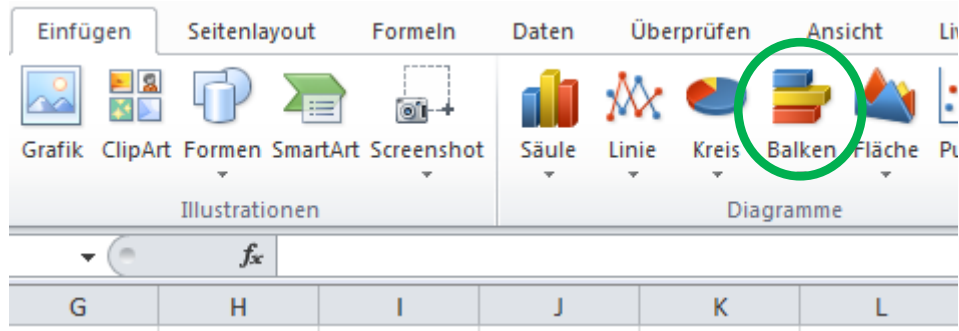 Einfügen Seitenlayout Formeln Daten Überprüfen Ansicht
Grafik ClipArt Formen SmartArt Screenshot Säule Linie Kreis Balken Fläche
Illustrationen Diagramme
fx
G H I J K L